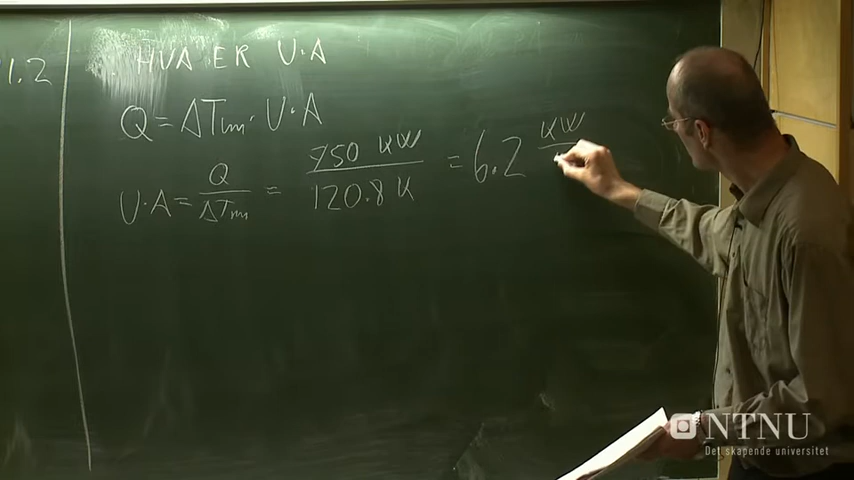 1.2
HVA ER U·A
Q=ΔTm·U·A
U·A = Q/ΔTm = 750 KW/120.8 K = 6.2 KW/
NTNU
Det skapende universitet